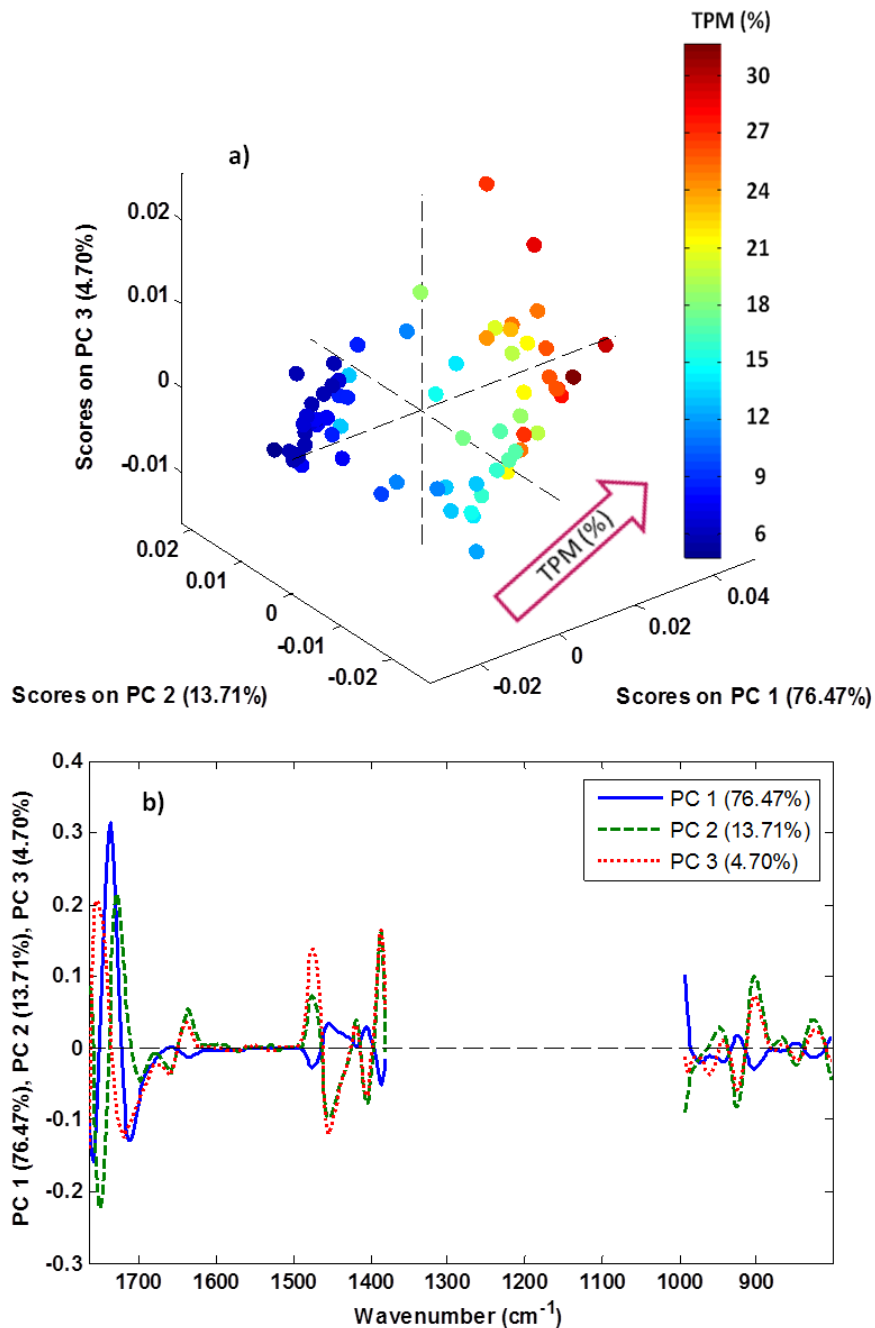 TPM (%)
a)
30
27
24
21
18
15
12
9
6
Scores on PC 3 (4.70%)
0.02
0.01
0
-0.01
0.02
0.01
0
-0.01
-0.02
Scores on PC 2 (13.71%)
-0.02
0
0.02
0.04
Scores on PC 1 (76.47%)
TPM (%)
b)
PC 1 (76.47%), PC 2 (13.71%), PC 3 (4.70%)
0.4
0.3
0.2
0.1
0
-0.1
-0.2
-0.3
PC 1 (76.47%)
PC 2 (13.71%)
PC 3 (4.70%)
1700 1600 1500 1400 1300 1200 1100 1000 900
Wavenumber (cm⁻¹)